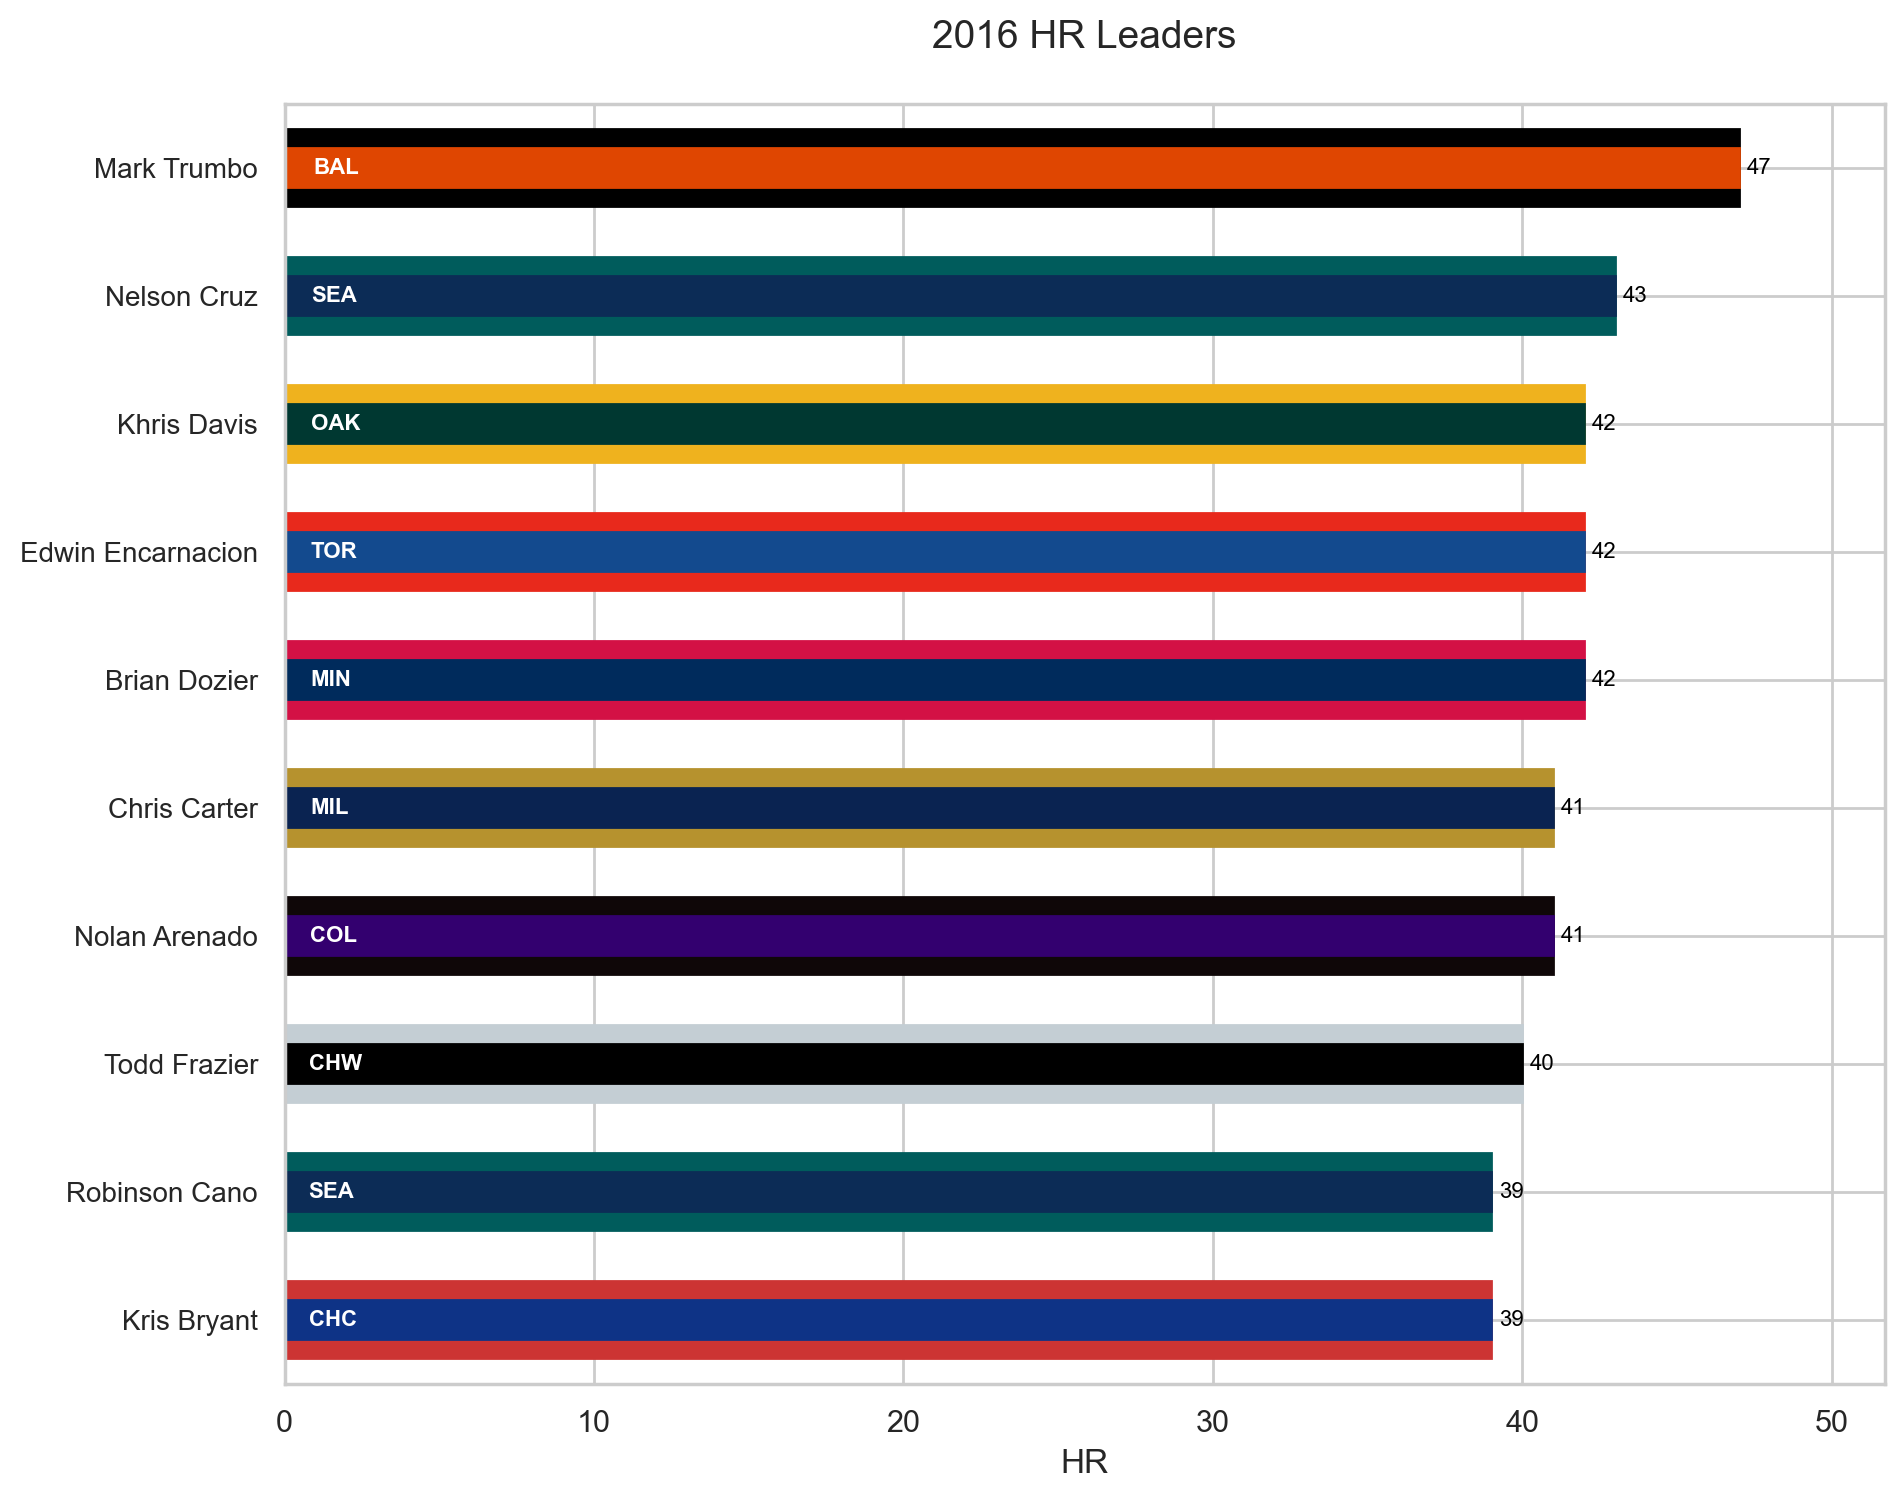 2016 HR Leaders
Mark Trumbo BAL 47
Nelson Cruz SEA 43
Khris Davis OAK 42
Edwin Encarnacion TOR 42
Brian Dozier MIN 42
Chris Carter MIL 41
Nolan Arenado COL 41
Todd Frazier CHW 40
Robinson Cano SEA 39
Kris Bryant CHC 39
0 10 20 30 40 50
HR